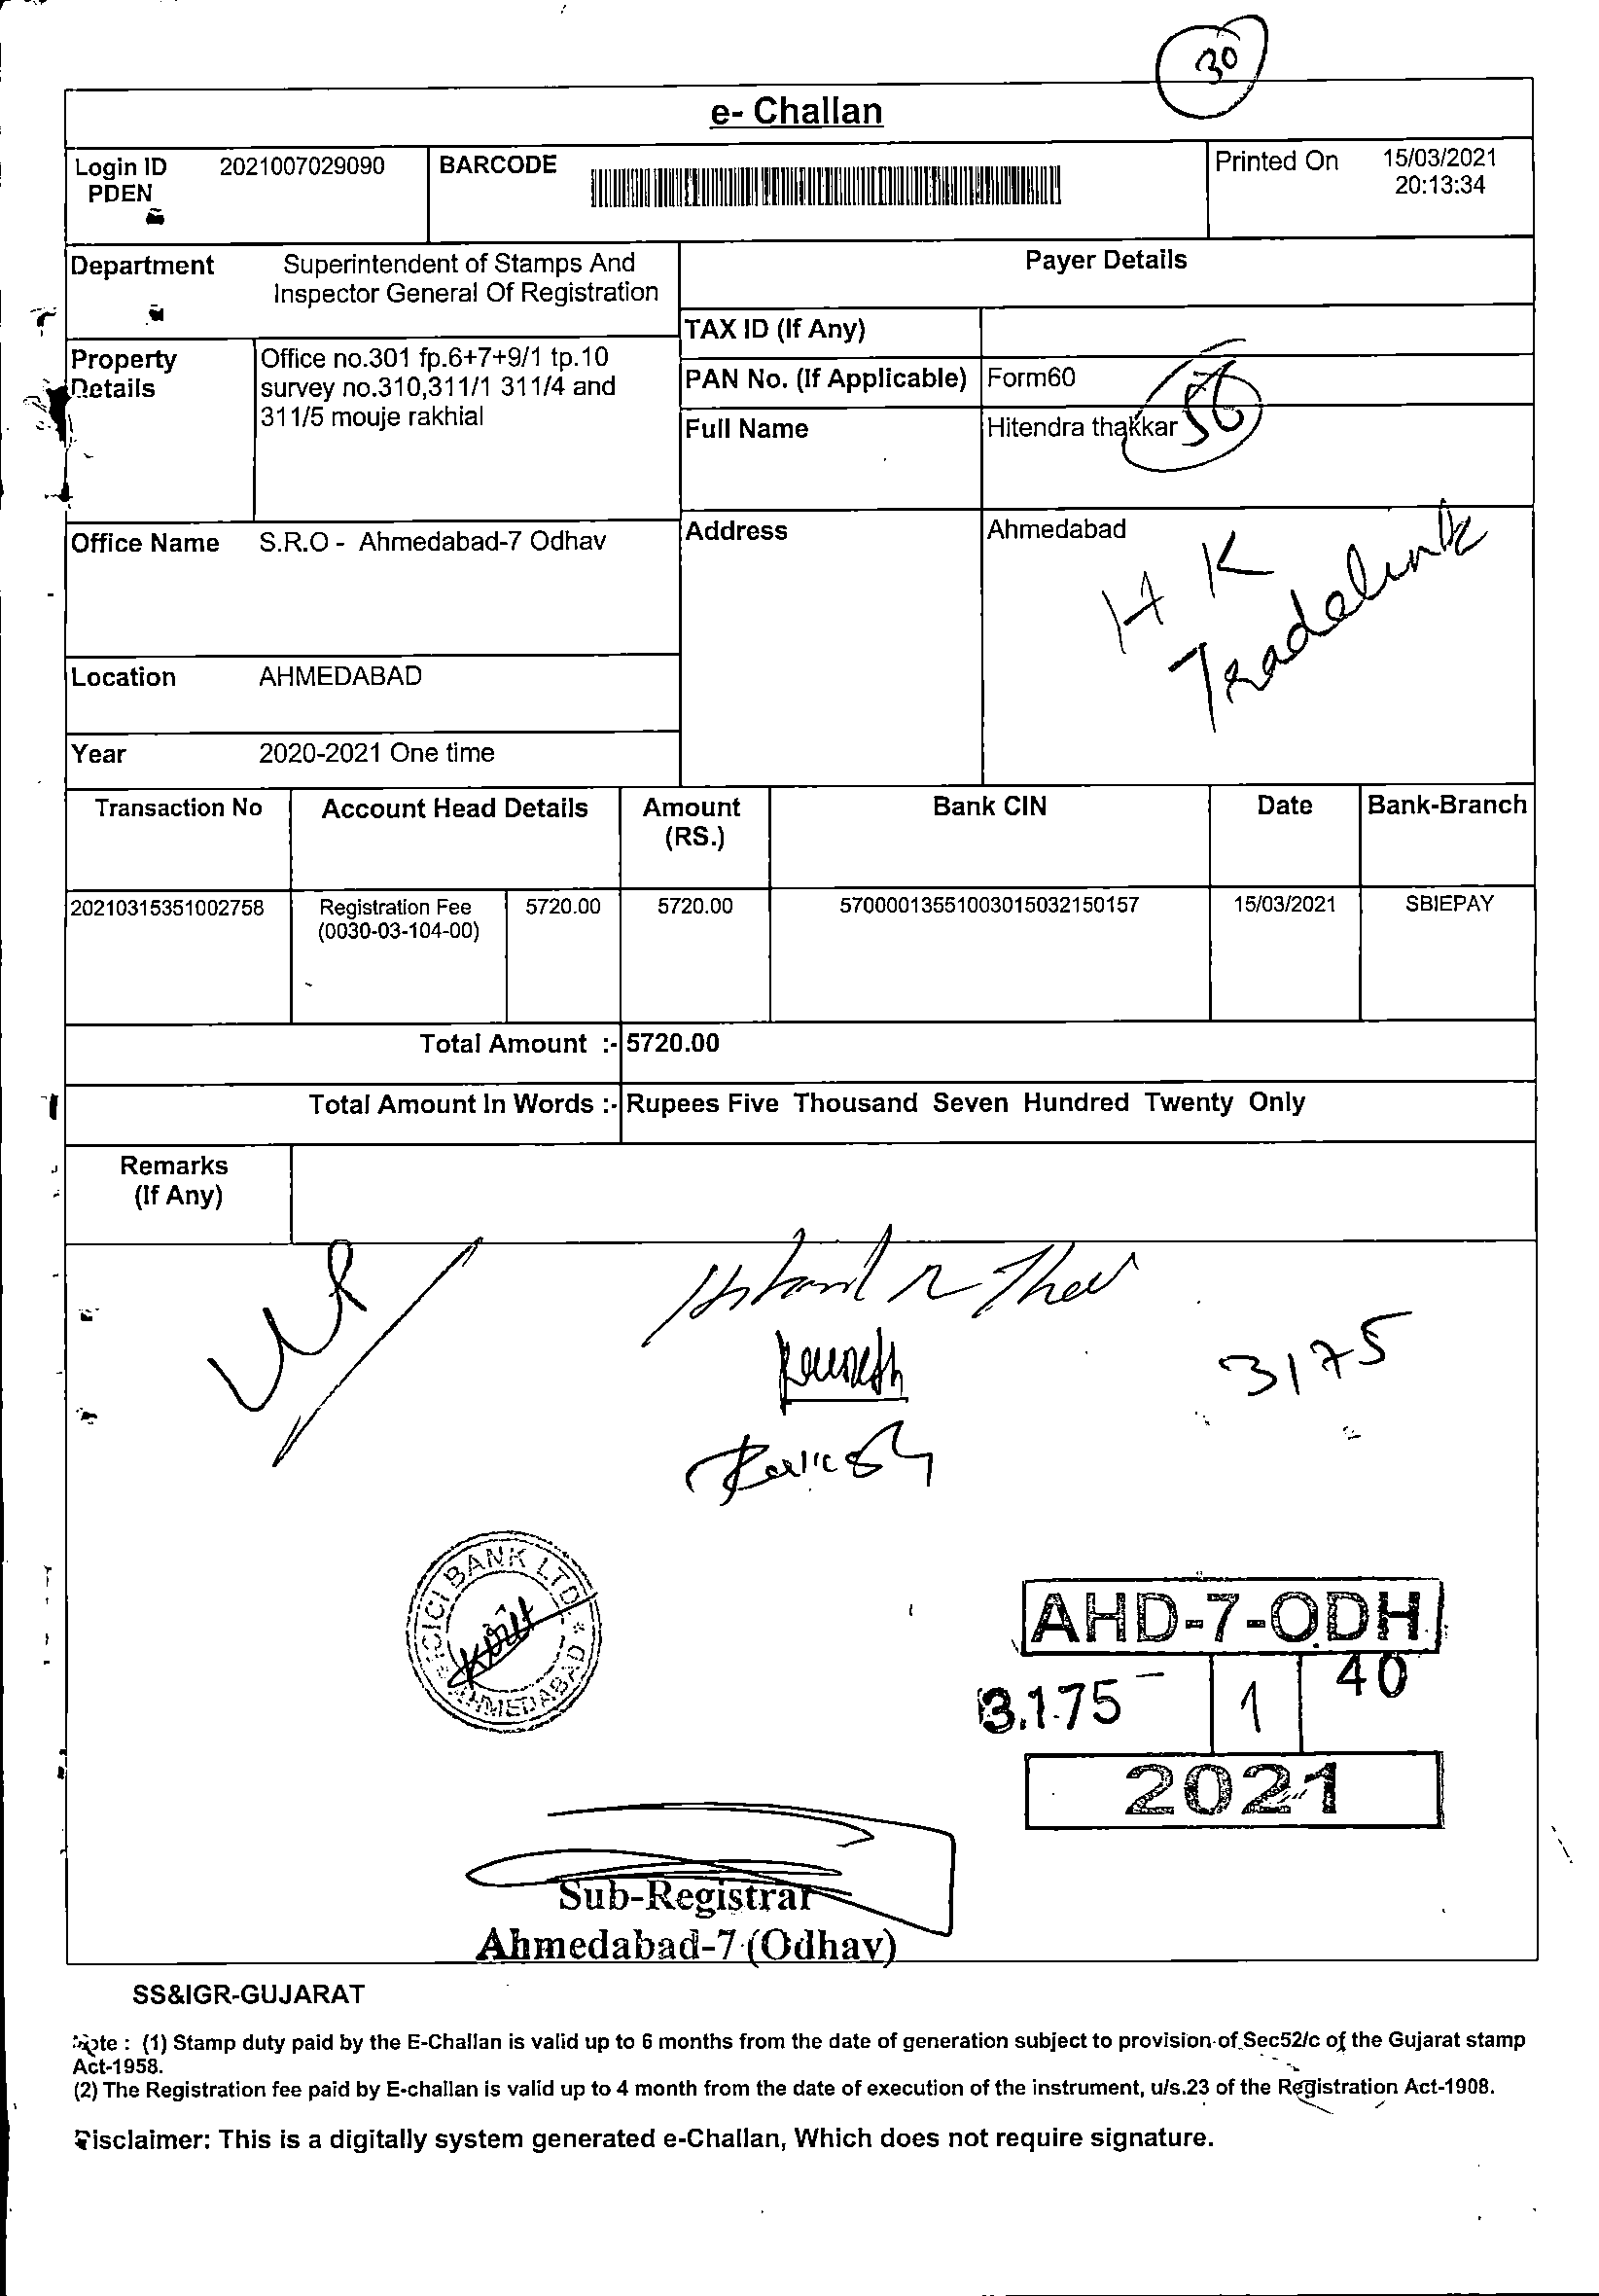 30
e- Challan
Login ID 2021007029090
PDEN
BARCODE
Printed On 15/03/2021
20:13:34
Department Superintendent of Stamps And
Inspector General Of Registration
Payer Details
TAX ID (If Any)
Property Details
Office no.301 fp.6+7+9/1 tp.10
survey no.310,311/1 311/4 and
311/5 mouje rakhial
PAN No. (If Applicable) Form60
56
Full Name Hitendra thakkar
Office Name S.R.O - Ahmedabad-7 Odhav
Address Ahmedabad
H K
Tradelink
Location AHMEDABAD
Year 2020-2021 One time
Transaction No Account Head Details Amount (RS.) Bank CIN Date Bank-Branch
20210315351002758 Registration Fee (0030-03-104-00) 5720.00 5720.00 57000013551003015032150157 15/03/2021 SBIEPAY
Total Amount :- 5720.00
Total Amount In Words :- Rupees Five Thousand Seven Hundred Twenty Only
Remarks
(If Any)
3175
ICICI BANK LTD. * AHMEDABAD *
AHD-7-ODH
3175 1 40
2021
Sub-Registrar
Ahmedabad-7 (Odhav)
SS&IGR-GUJARAT
Note : (1) Stamp duty paid by the E-Challan is valid up to 6 months from the date of generation subject to provision of Sec52/c of the Gujarat stamp
Act-1958.
(2) The Registration fee paid by E-challan is valid up to 4 month from the date of execution of the instrument, u/s.23 of the Registration Act-1908.
Disclaimer: This is a digitally system generated e-Challan, Which does not require signature.